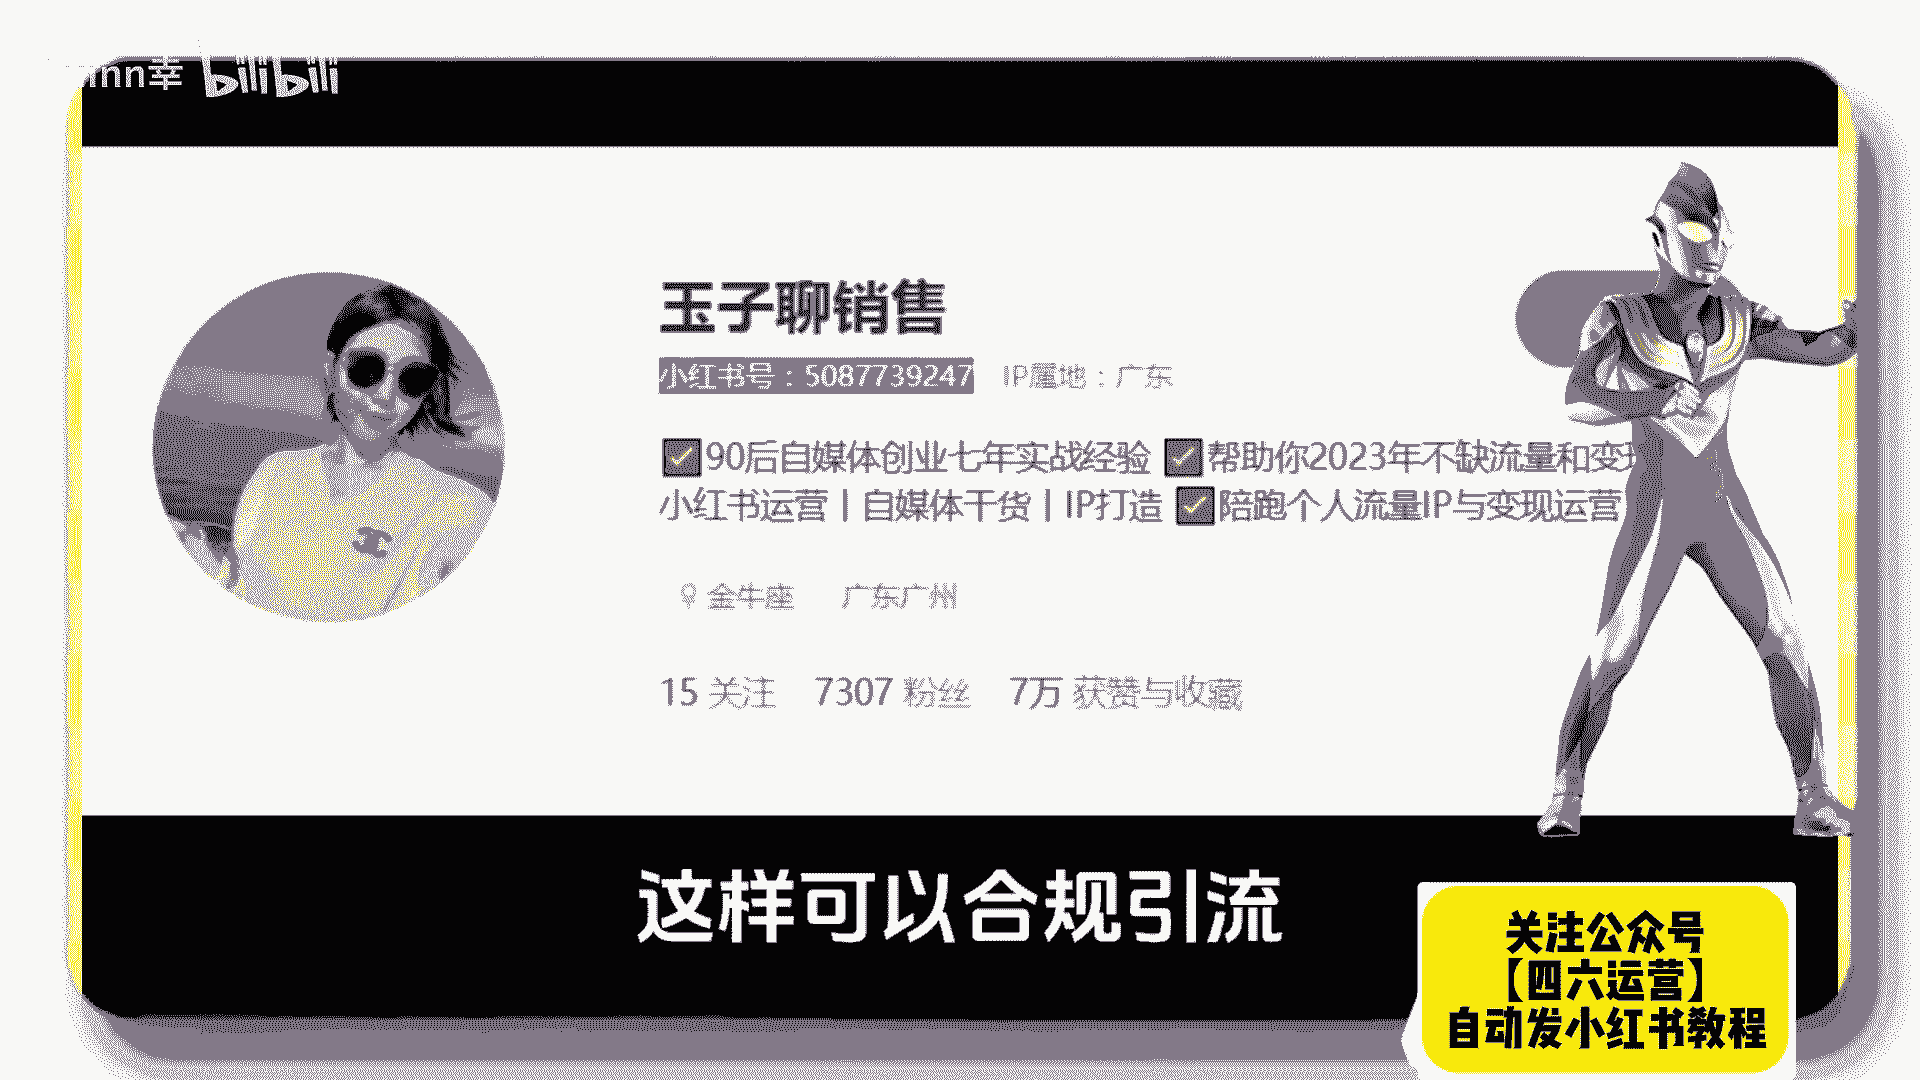 inn幸 bilibili
玉子聊销售
小红书号：5087739247 IP属地：广东
90后自媒体创业七年实战经验 帮助你2023年不缺流量和变
小红书运营丨自媒体干货丨IP打造 陪跑个人流量IP与变现运营
金牛座 广东广州
15 关注 7307 粉丝 7万 获赞与收藏
这样可以合规引流
关注公众号
【四六运营】
自动发小红书教程